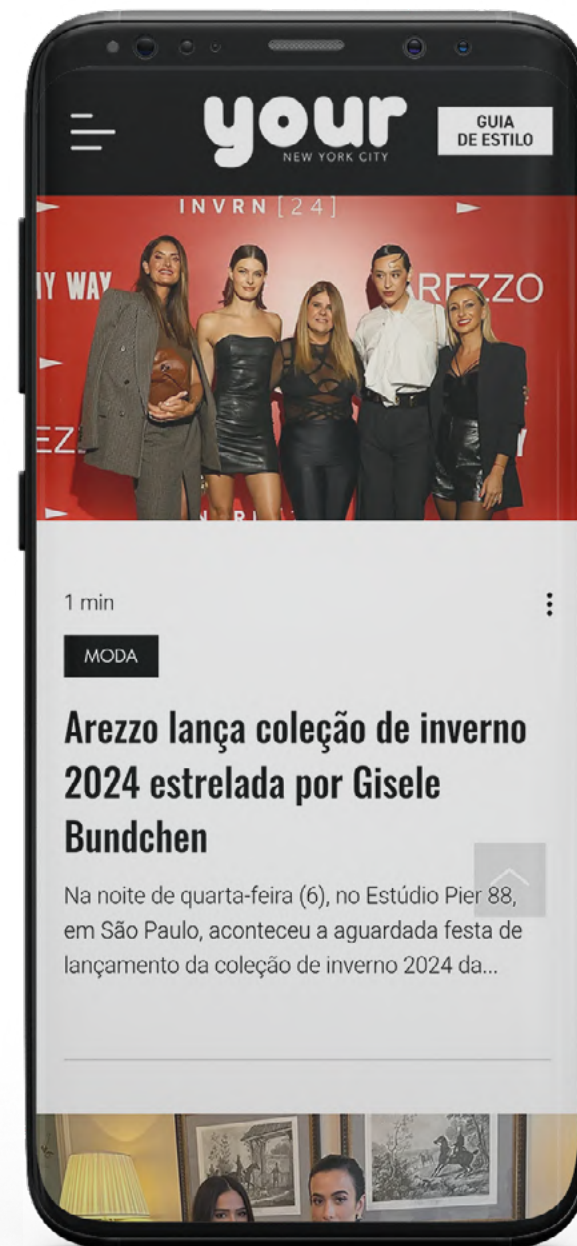 your
NEW YORK CITY
GUIA
DE ESTILO
INVRN [24]
MY WAY
AREZZO
1 min
MODA
Arezzo lança coleção de inverno
2024 estrelada por Gisele
Bundchen
Na noite de quarta-feira (6), no Estúdio Pier 88,
em São Paulo, aconteceu a aguardada festa de
lançamento da coleção de inverno 2024 da...